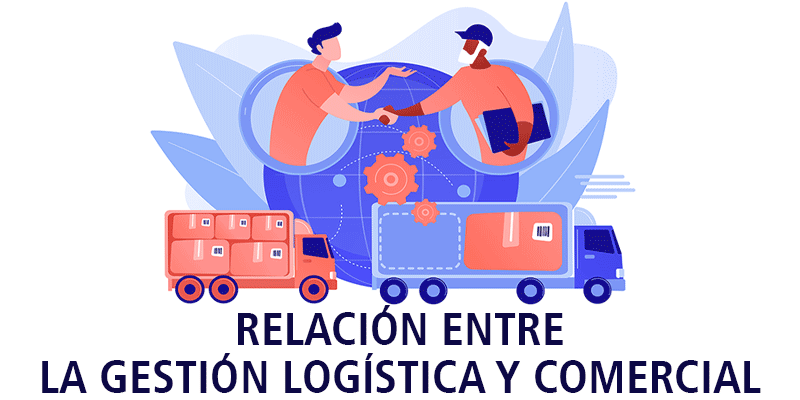 RELACIÓN ENTRE
LA GESTIÓN LOGÍSTICA Y COMERCIAL